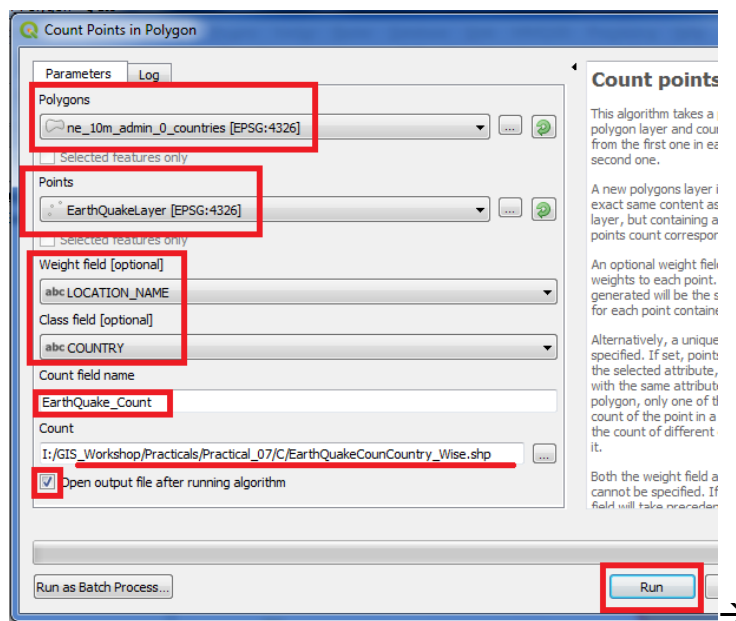 Count Points in Polygon
Parameters
Log
Polygons
ne_10m_admin_0_countries [EPSG:4326]
...
Selected features only
Points
EarthQuakeLayer [EPSG:4326]
...
Selected features only
Weight field [optional]
abc LOCATION_NAME
Class field [optional]
abc COUNTRY
Count field name
EarthQuake_Count
Count
I:/GIS_Workshop/Practicals/Practical_07/C/EarthQuakeCounCountry_Wise.shp
...
Open output file after running algorithm
Run as Batch Process...
Run
Count points
This algorithm takes a
polygon layer and cou
from the first one in ea
second one.
A new polygons layer i
exact same content as
layer, but containing a
points count correspor
An optional weight fiel
weights to each point.
generated will be the s
for each point containe
Alternatively, a unique
specified. If set, points
the selected attribute,
with the same attribut
polygon, only one of th
count of the point in a
the count of different
it.
Both the weight field a
cannot be specified. If
field will take preceden
→